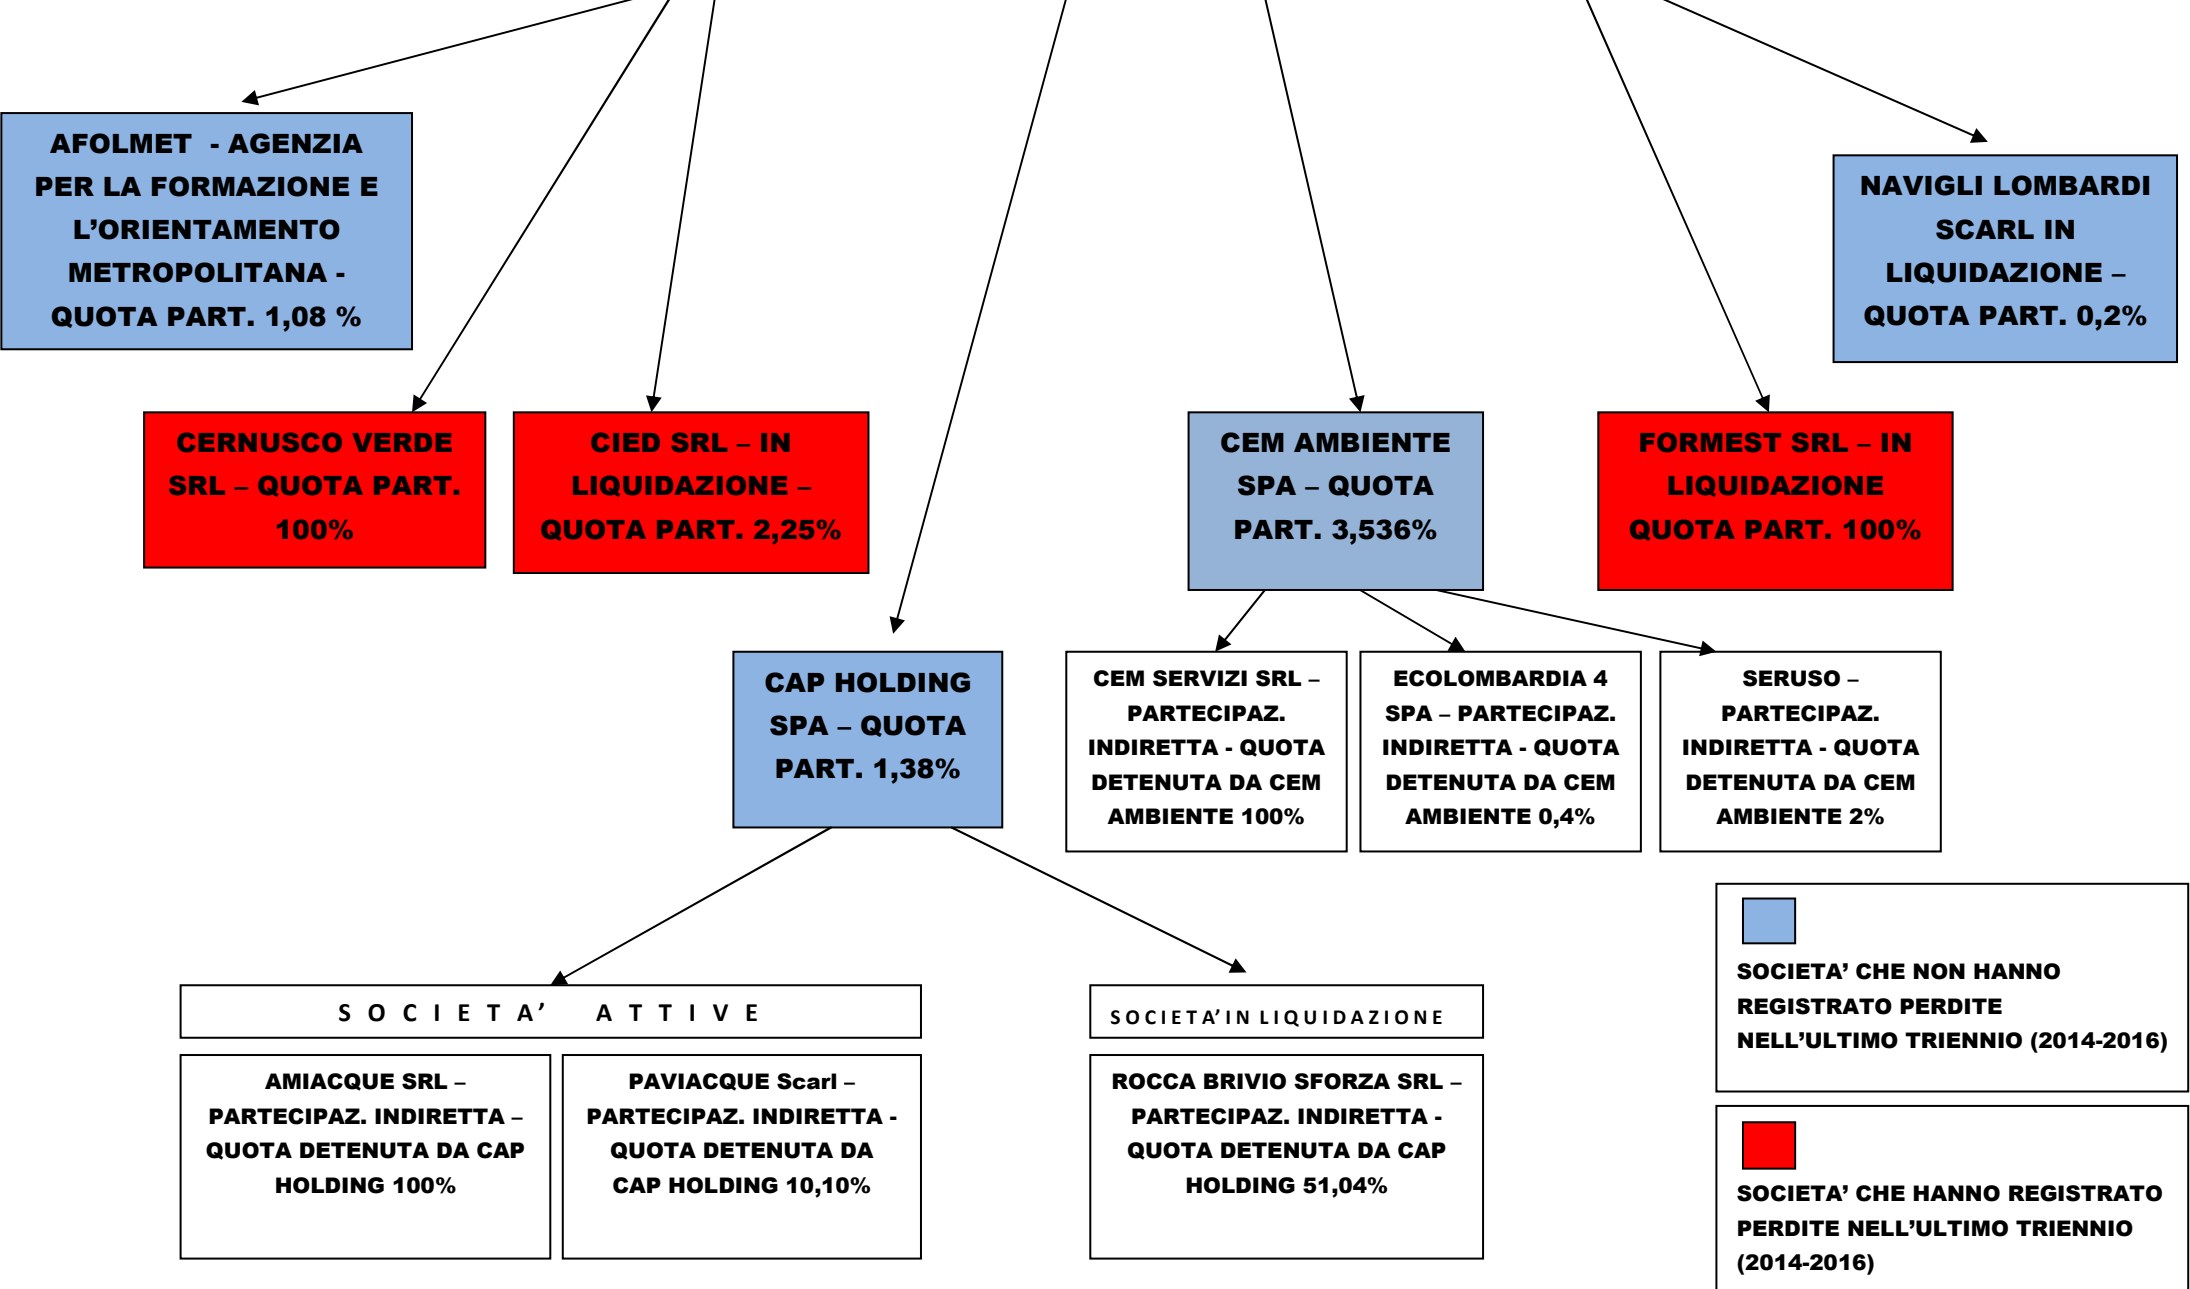 AFOLMET - AGENZIA
PER LA FORMAZIONE E
L’ORIENTAMENTO
METROPOLITANA -
QUOTA PART. 1,08 %
NAVIGLI LOMBARDI
SCARL IN
LIQUIDAZIONE –
QUOTA PART. 0,2%
CERNUSCO VERDE
SRL – QUOTA PART.
100%
CIED SRL – IN
LIQUIDAZIONE –
QUOTA PART. 2,25%
CEM AMBIENTE
SPA – QUOTA
PART. 3,536%
FORMEST SRL – IN
LIQUIDAZIONE
QUOTA PART. 100%
CAP HOLDING
SPA – QUOTA
PART. 1,38%
CEM SERVIZI SRL –
PARTECIPAZ.
INDIRETTA - QUOTA
DETENUTA DA CEM
AMBIENTE 100%
ECOLOMBARDIA 4
SPA – PARTECIPAZ.
INDIRETTA - QUOTA
DETENUTA DA CEM
AMBIENTE 0,4%
SERUSO –
PARTECIPAZ.
INDIRETTA - QUOTA
DETENUTA DA CEM
AMBIENTE 2%
SOCIETA’ ATTIVE
AMIACQUE SRL –
PARTECIPAZ. INDIRETTA –
QUOTA DETENUTA DA CAP
HOLDING 100%
PAVIACQUE Scarl –
PARTECIPAZ. INDIRETTA -
QUOTA DETENUTA DA
CAP HOLDING 10,10%
SOCIETA’ IN LIQUIDAZIONE
ROCCA BRIVIO SFORZA SRL –
PARTECIPAZ. INDIRETTA -
QUOTA DETENUTA DA CAP
HOLDING 51,04%
SOCIETA’ CHE NON HANNO
REGISTRATO PERDITE
NELL’ULTIMO TRIENNIO (2014-2016)
SOCIETA’ CHE HANNO REGISTRATO
PERDITE NELL’ULTIMO TRIENNIO
(2014-2016)